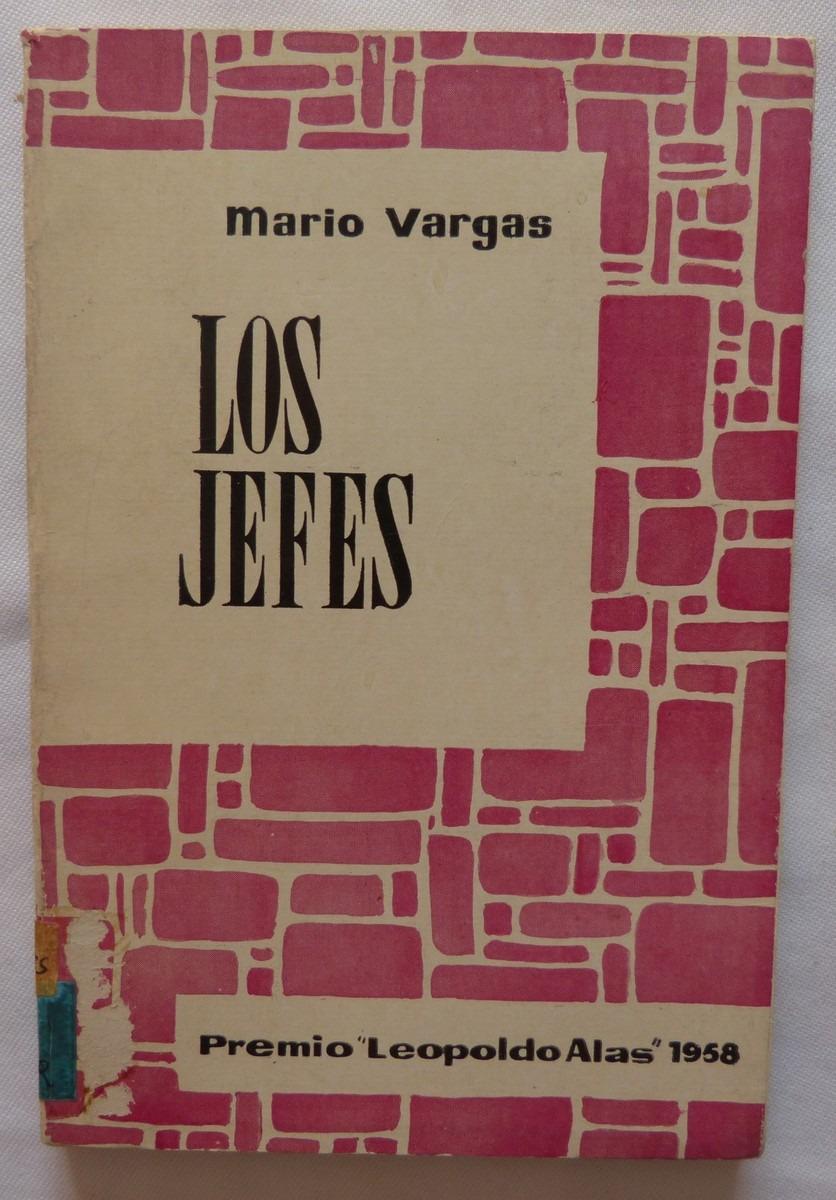 Mario Vargas
LOS
JEFES
Premio "Leopoldo Alas" 1958